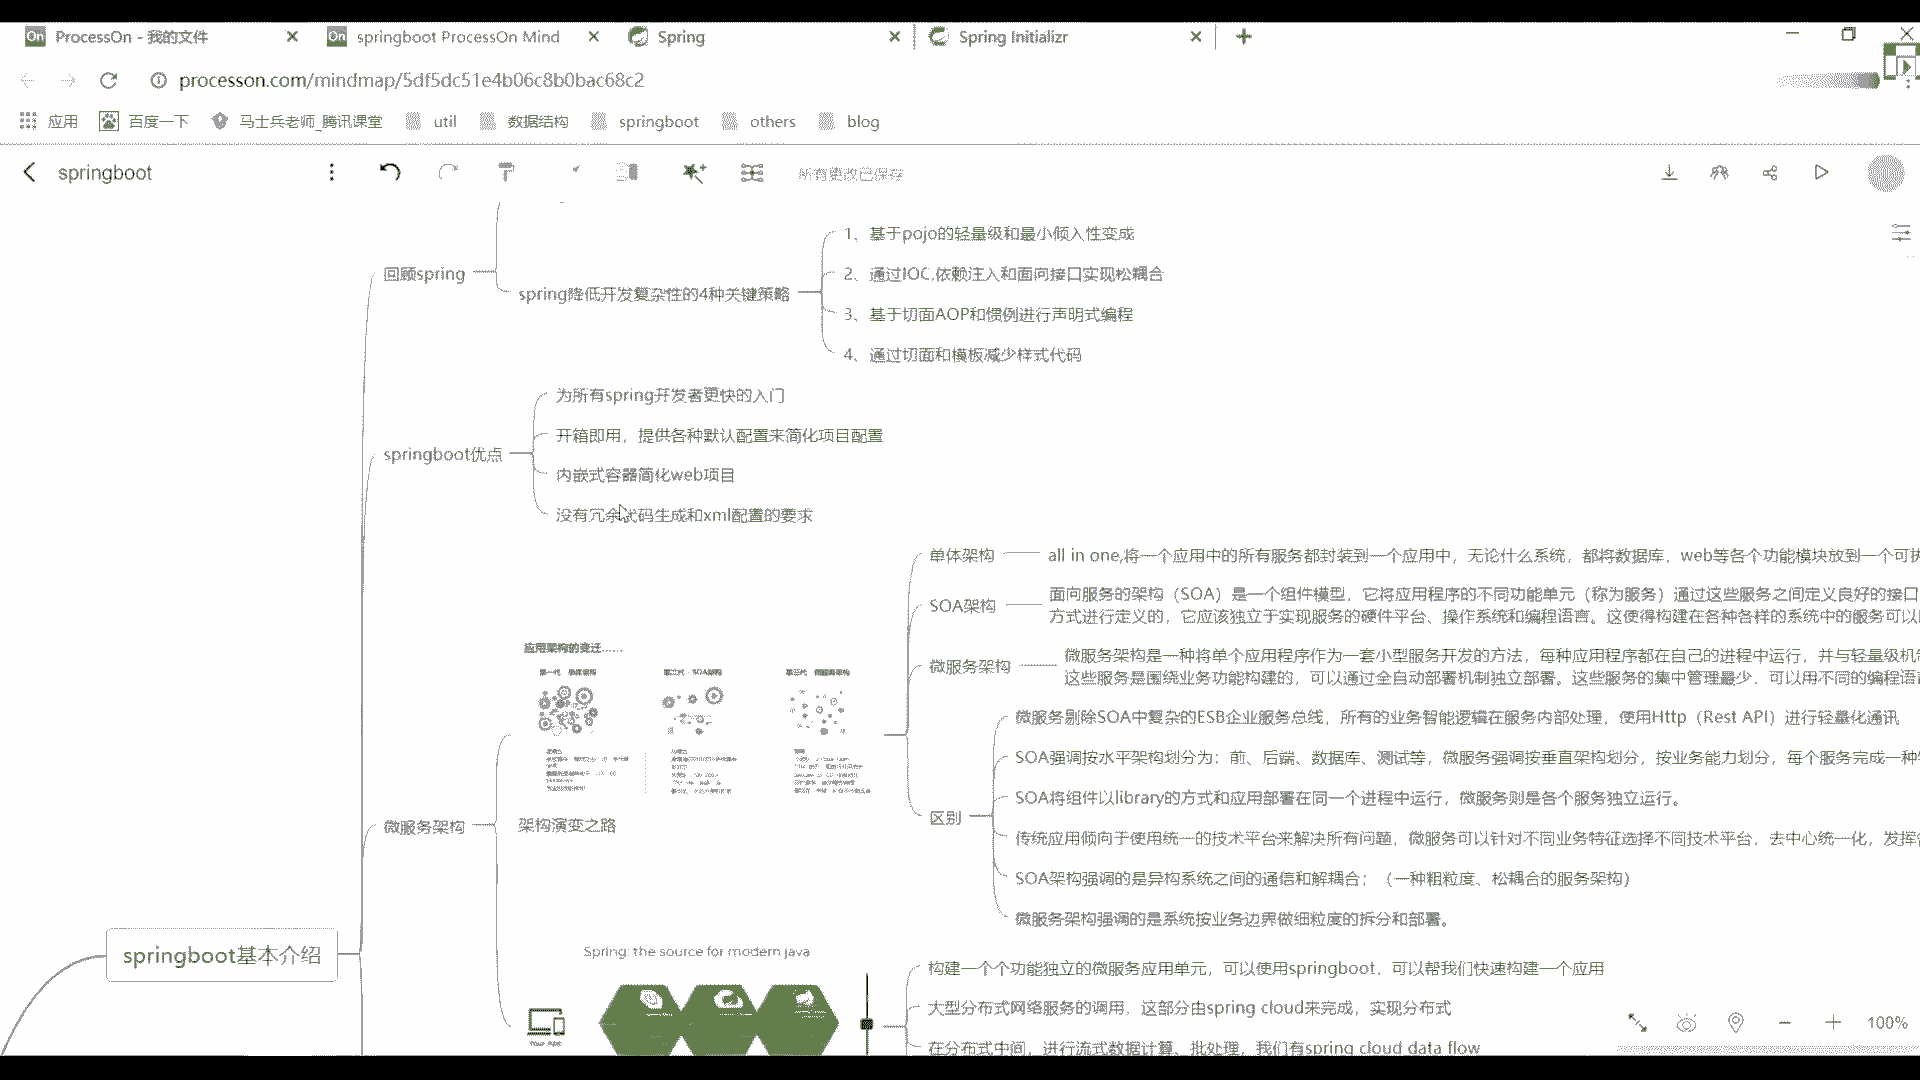 ProcessOn - 我的文件
springboot ProcessOn Mind
Spring
Spring Initializr
processon.com/mindmap/5df5dc51e4b06c8b0bac68c2
应用
百度一下
马士兵老师_腾讯课堂
util
数据结构
springboot
others
blog
springboot
所有更改已保存
回顾spring
spring降低开发复杂性的4种关键策略
1、基于pojo的轻量级和最小倾入性变成
2、通过IOC,依赖注入和面向接口实现松耦合
3、基于切面AOP和惯例进行声明式编程
4、通过切面和模板减少样式代码
springboot优点
为所有spring开发者更快的入门
开箱即用，提供各种默认配置来简化项目配置
内嵌式容器简化web项目
没有冗余代码生成和xml配置的要求
单体架构
all in one,将一个应用中的所有服务都封装到一个应用中，无论什么系统，都将数据库，web等各个功能模块放到一个可执
SOA架构
面向服务的架构（SOA）是一个组件模型，它将应用程序的不同功能单元（称为服务）通过这些服务之间定义良好的接口
方式进行定义的，它应该独立于实现服务的硬件平台、操作系统和编程语言。这使得构建在各种各样的系统中的服务可以
微服务架构
微服务架构是一种将单个应用程序作为一套小型服务开发的方法，每种应用程序都在自己的进程中运行，并与轻量级机制
这些服务是围绕业务功能构建的，可以通过全自动部署机制独立部署。这些服务的集中管理最少，可以用不同的编程语言
区别
微服务剔除SOA中复杂的ESB企业服务总线，所有的业务智能逻辑在服务内部处理，使用Http（Rest API）进行轻量化通讯
SOA强调按水平架构划分为：前、后端、数据库、测试等，微服务强调按垂直架构划分，按业务能力划分，每个服务完成一种
SOA将组件以library的方式和应用部署在同一个进程中运行，微服务则是各个服务独立运行。
传统应用倾向于使用统一的技术平台来解决所有问题，微服务可以针对不同业务特征选择不同技术平台，去中心统一化，发挥
SOA架构强调的是异构系统之间的通信和解耦合；（一种粗粒度、松耦合的服务架构）
微服务架构强调的是系统按业务边界做细粒度的拆分和部署。
应用架构的变迁……
微服务架构
架构演变之路
springboot基本介绍
Spring: the source for modern java
Your App
构建一个个功能独立的微服务应用单元，可以使用springboot，可以帮我们快速构建一个应用
大型分布式网络服务的调用，这部分由spring cloud来完成，实现分布式
在分布式中间，进行流式数据计算、批处理，我们有spring cloud data flow
100%